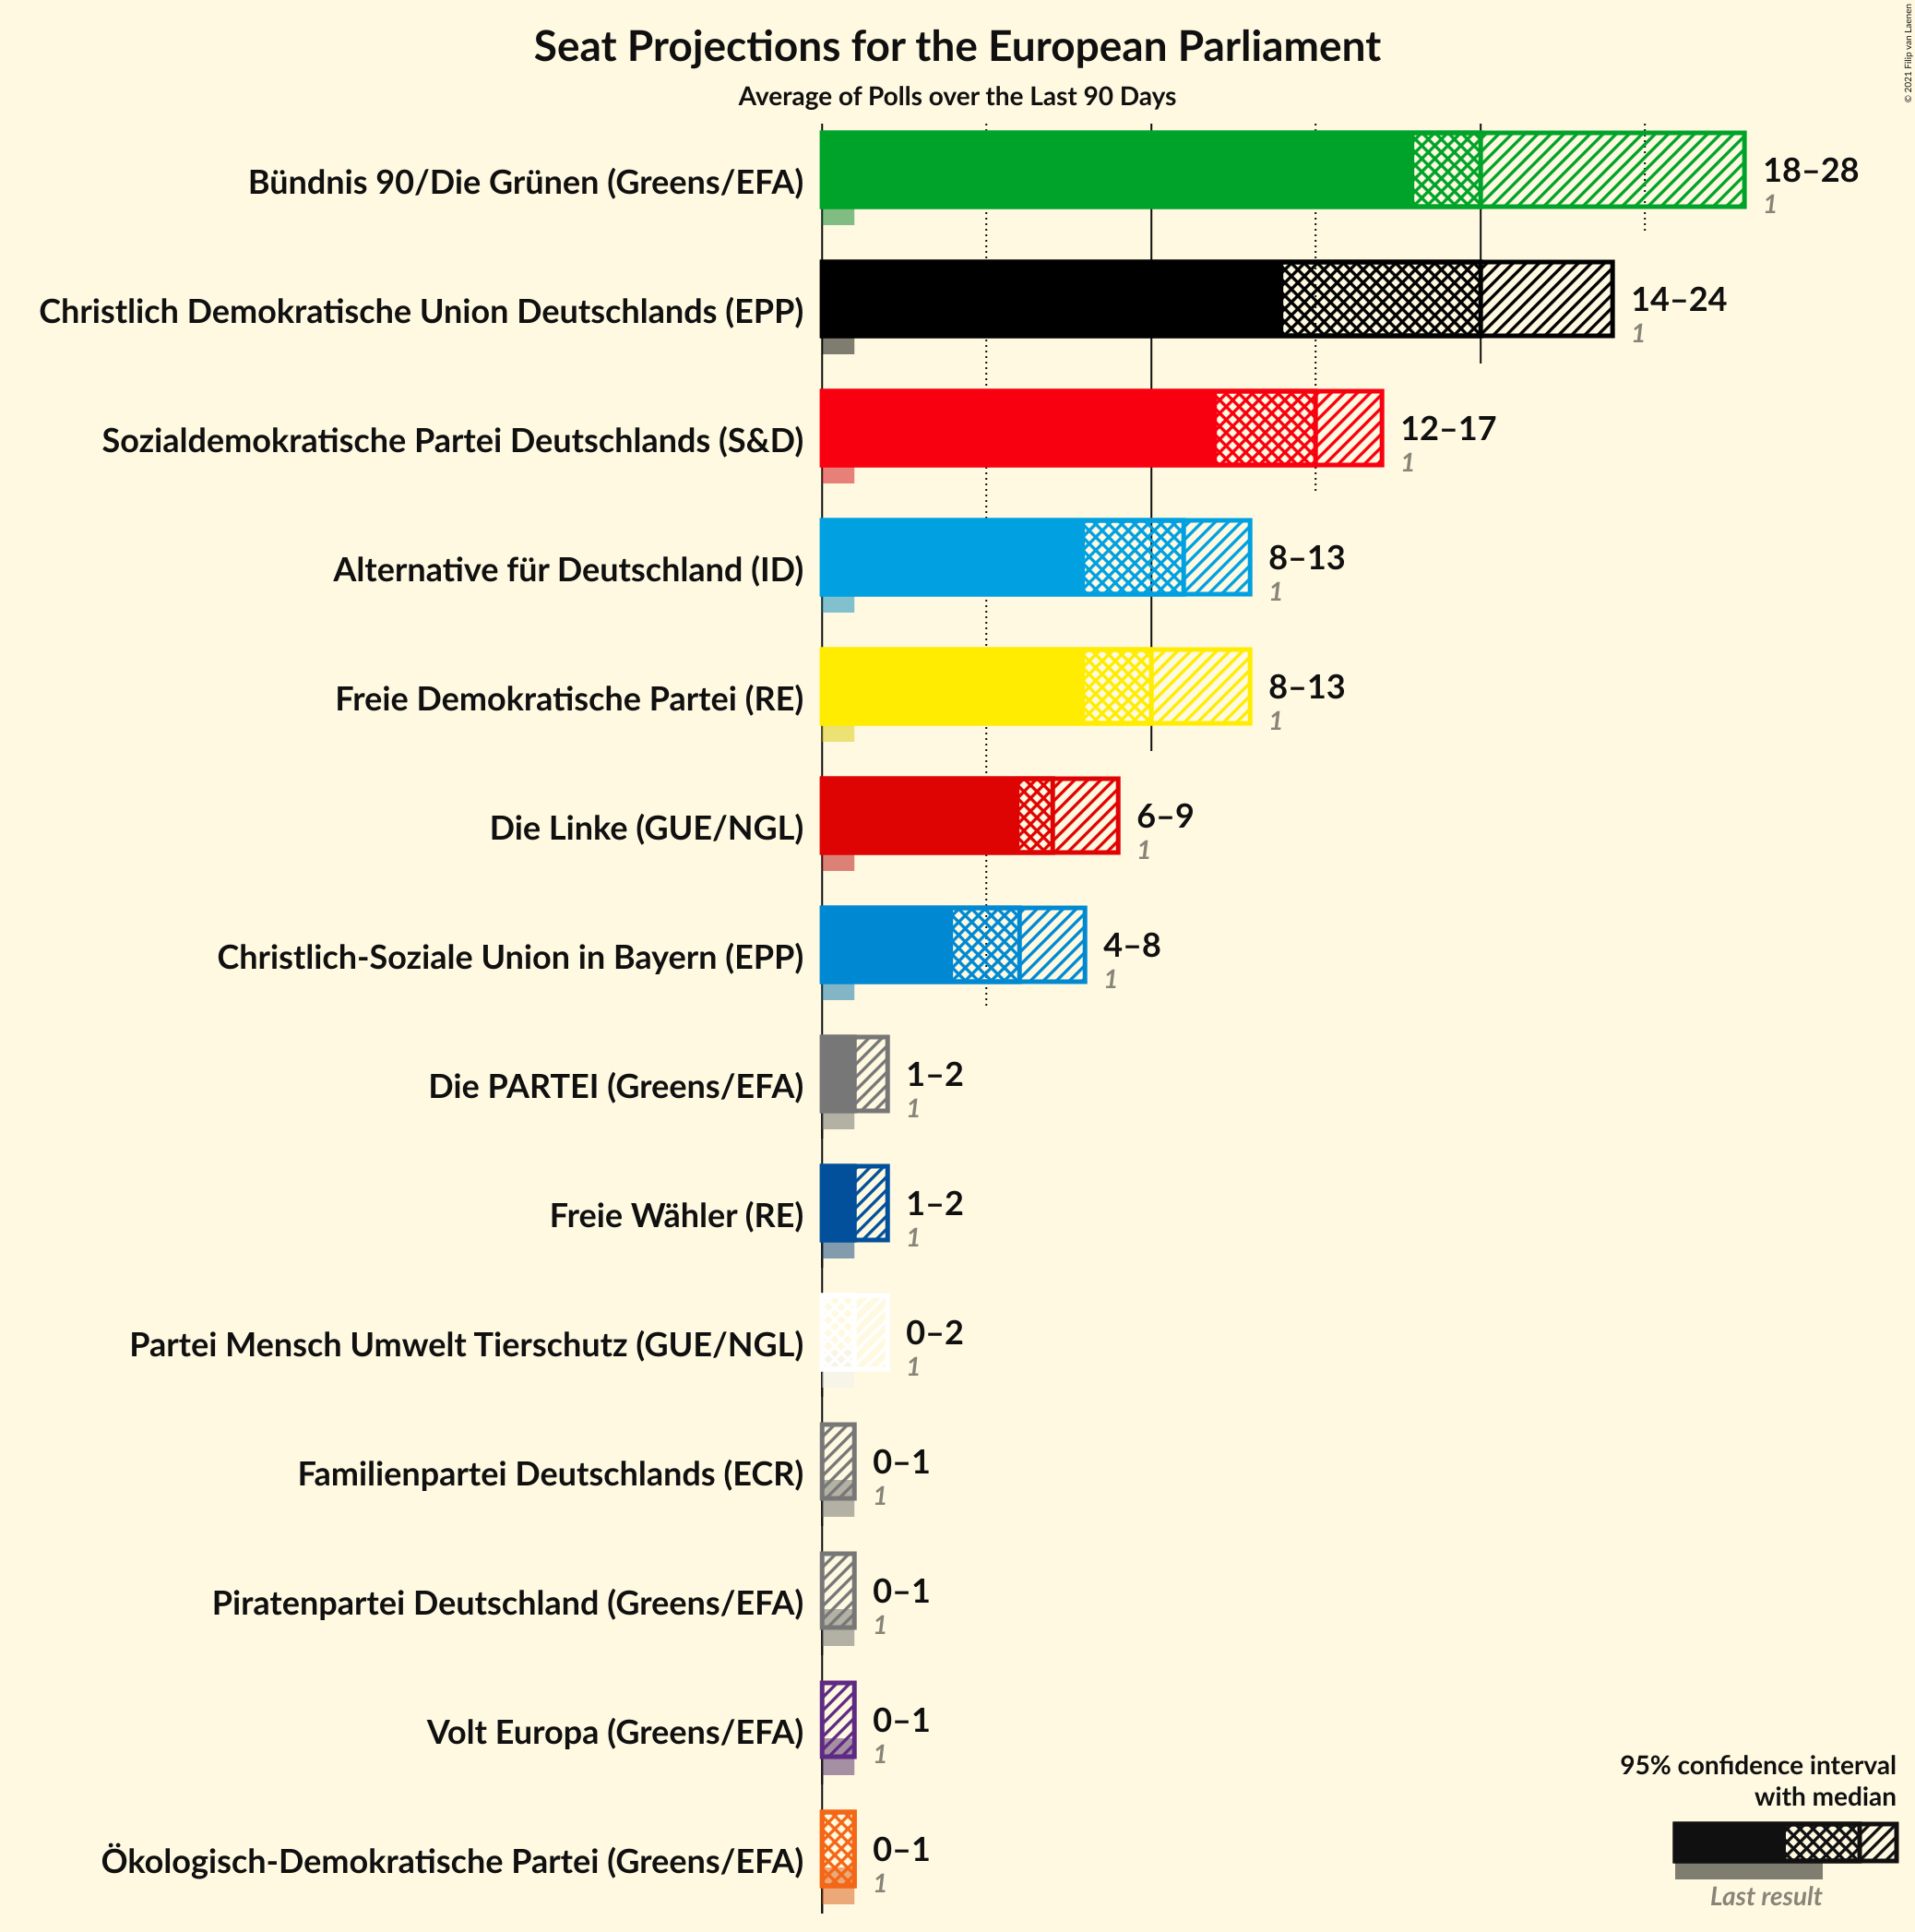 Seat Projections for the European Parliament
Average of Polls over the Last 90 Days
© 2021 Filip van Laenen
Bündnis 90/Die Grünen (Greens/EFA)
18–28
1
Christlich Demokratische Union Deutschlands (EPP)
14–24
1
Sozialdemokratische Partei Deutschlands (S&D)
12–17
1
Alternative für Deutschland (ID)
8–13
1
Freie Demokratische Partei (RE)
8–13
1
Die Linke (GUE/NGL)
6–9
1
Christlich-Soziale Union in Bayern (EPP)
4–8
1
Die PARTEI (Greens/EFA)
1–2
1
Freie Wähler (RE)
1–2
1
Partei Mensch Umwelt Tierschutz (GUE/NGL)
0–2
1
Familienpartei Deutschlands (ECR)
0–1
1
Piratenpartei Deutschland (Greens/EFA)
0–1
1
Volt Europa (Greens/EFA)
0–1
1
Ökologisch-Demokratische Partei (Greens/EFA)
0–1
1
95% confidence interval
with median
Last result